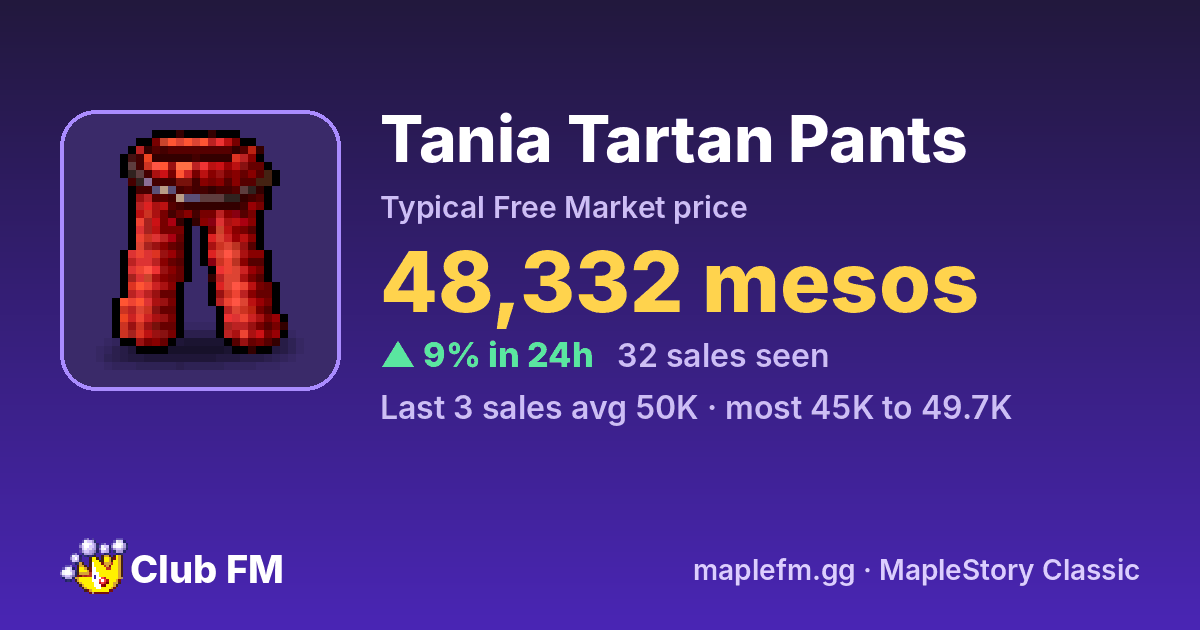 Tania Tartan Pants
Typical Free Market price
48,332 mesos
▲ 9% in 24h 32 sales seen
Last 3 sales avg 50K · most 45K to 49.7K
Club FM
maplefm.gg · MapleStory Classic